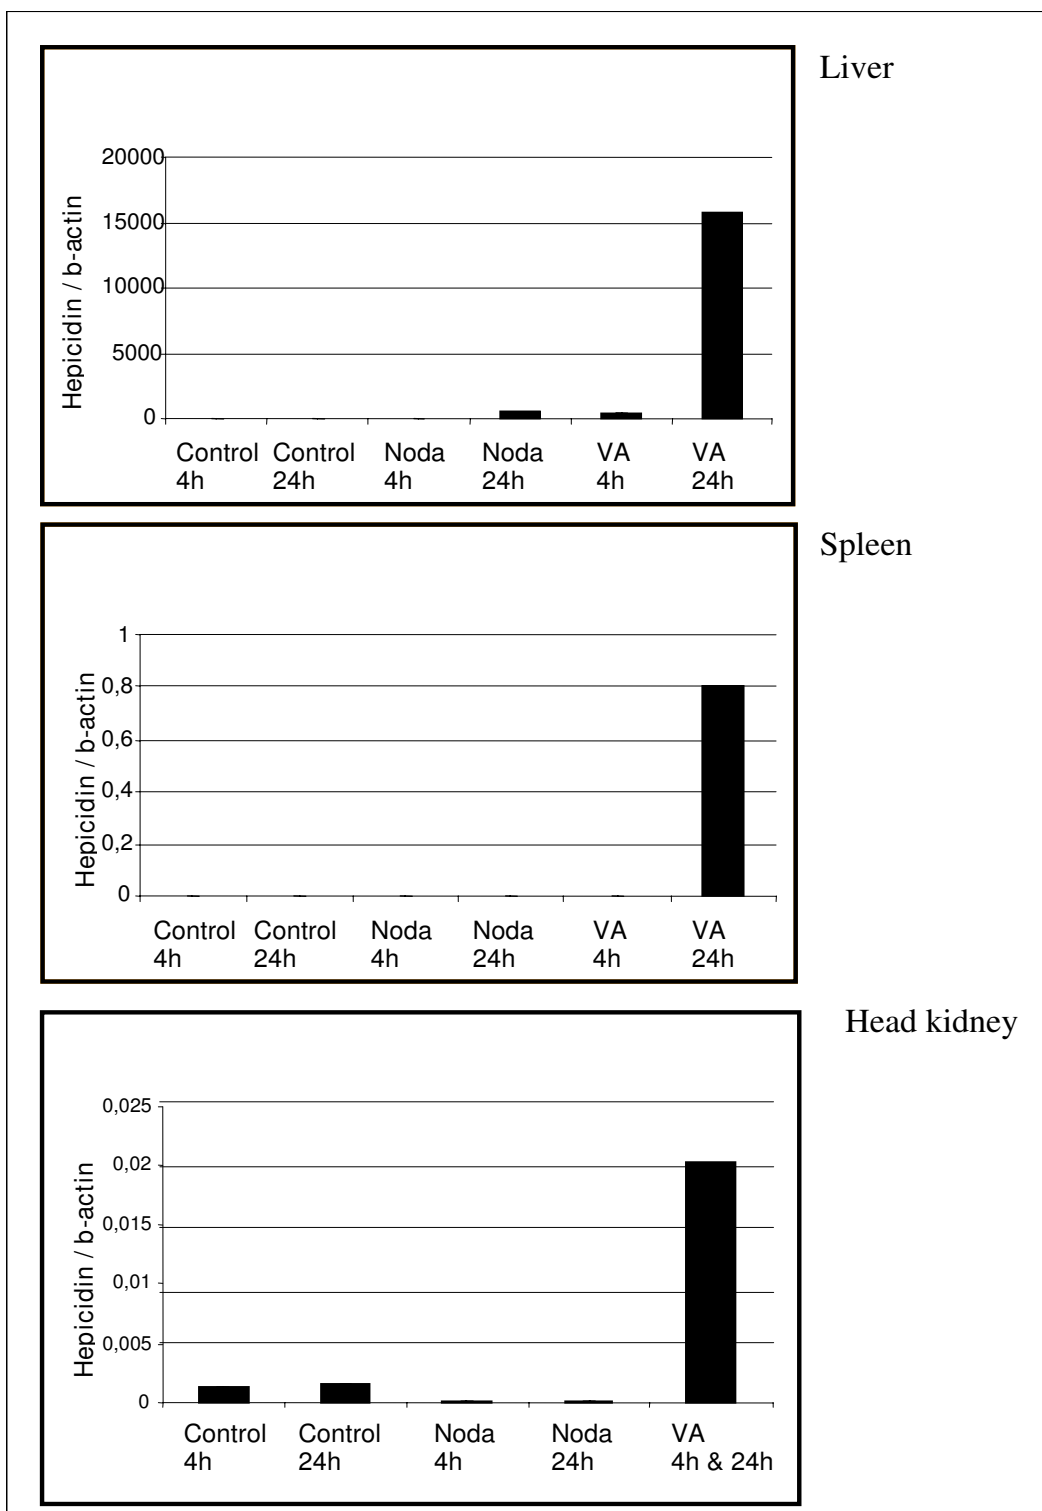 Liver
Hepicidin / b-actin
20000
15000
10000
5000
0
Control Control Noda Noda VA VA
4h 24h 4h 24h 4h 24h
Spleen
Hepicidin / b-actin
1
0,8
0,6
0,4
0,2
0
Control Control Noda Noda VA VA
4h 24h 4h 24h 4h 24h
Head kidney
Hepicidin / b-actin
0,025
0,02
0,015
0,01
0,005
0
Control Control Noda Noda VA
4h 24h 4h 24h 4h & 24h